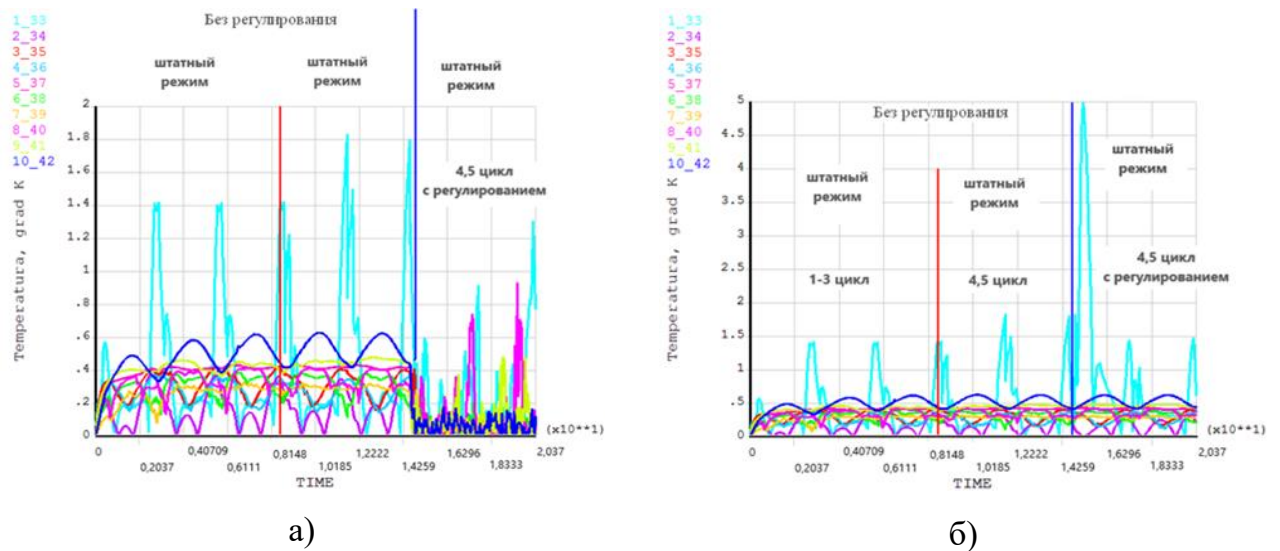 1_33
2_34
3_35
4_36
5_37
6_38
7_39
8_40
9_41
10_42
Без регулирования
штатный
режим
штатный
режим
штатный
режим
4,5 цикл
с регулированием
Temperatura, grad K
2
1.8
1.6
1.4
1.2
1
.8
.6
.4
.2
0
(x10**1)
0
0,2037
0,40709
0,6111
0,8148
1,0185
1,2222
1,4259
1,6296
1,8333
2,037
TIME
а)
1_33
2_34
3_35
4_36
5_37
6_38
7_39
8_40
9_41
10_42
Без регулирования
штатный
режим
штатный
режим
штатный
режим
1-3 цикл
4,5 цикл
4,5 цикл
с регулированием
Temperatura, grad K
5
4.5
4
3.5
3
2.5
2
1.5
1
.5
0
(x10**1)
0
0,2037
0,40709
0,6111
0,8148
1,0185
1,2222
1,4259
1,6296
1,8333
2,037
TIME
б)